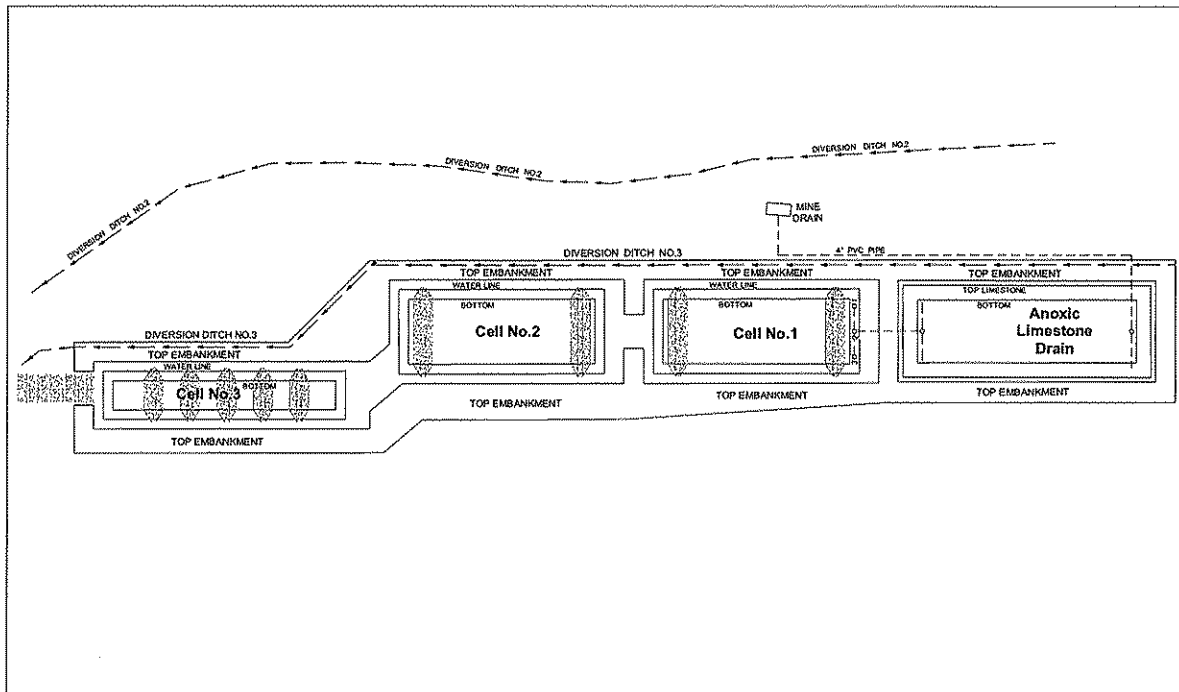 DIVERSION DITCH NO.2
DIVERSION DITCH NO.2
DIVERSION DITCH NO.2
MINE
DRAIN
4" PVC PIPE
DIVERSION DITCH NO.3
TOP EMBANKMENT
TOP EMBANKMENT
TOP EMBANKMENT
WATER LINE
WATER LINE
TOP LIMESTONE
BOTTOM
BOTTOM
BOTTOM
Cell No.2
Cell No.1
Anoxic
Limestone
Drain
DIVERSION DITCH NO.3
TOP EMBANKMENT
WATER LINE
BOTTOM
Cell No.3
TOP EMBANKMENT
TOP EMBANKMENT
TOP EMBANKMENT
TOP EMBANKMENT